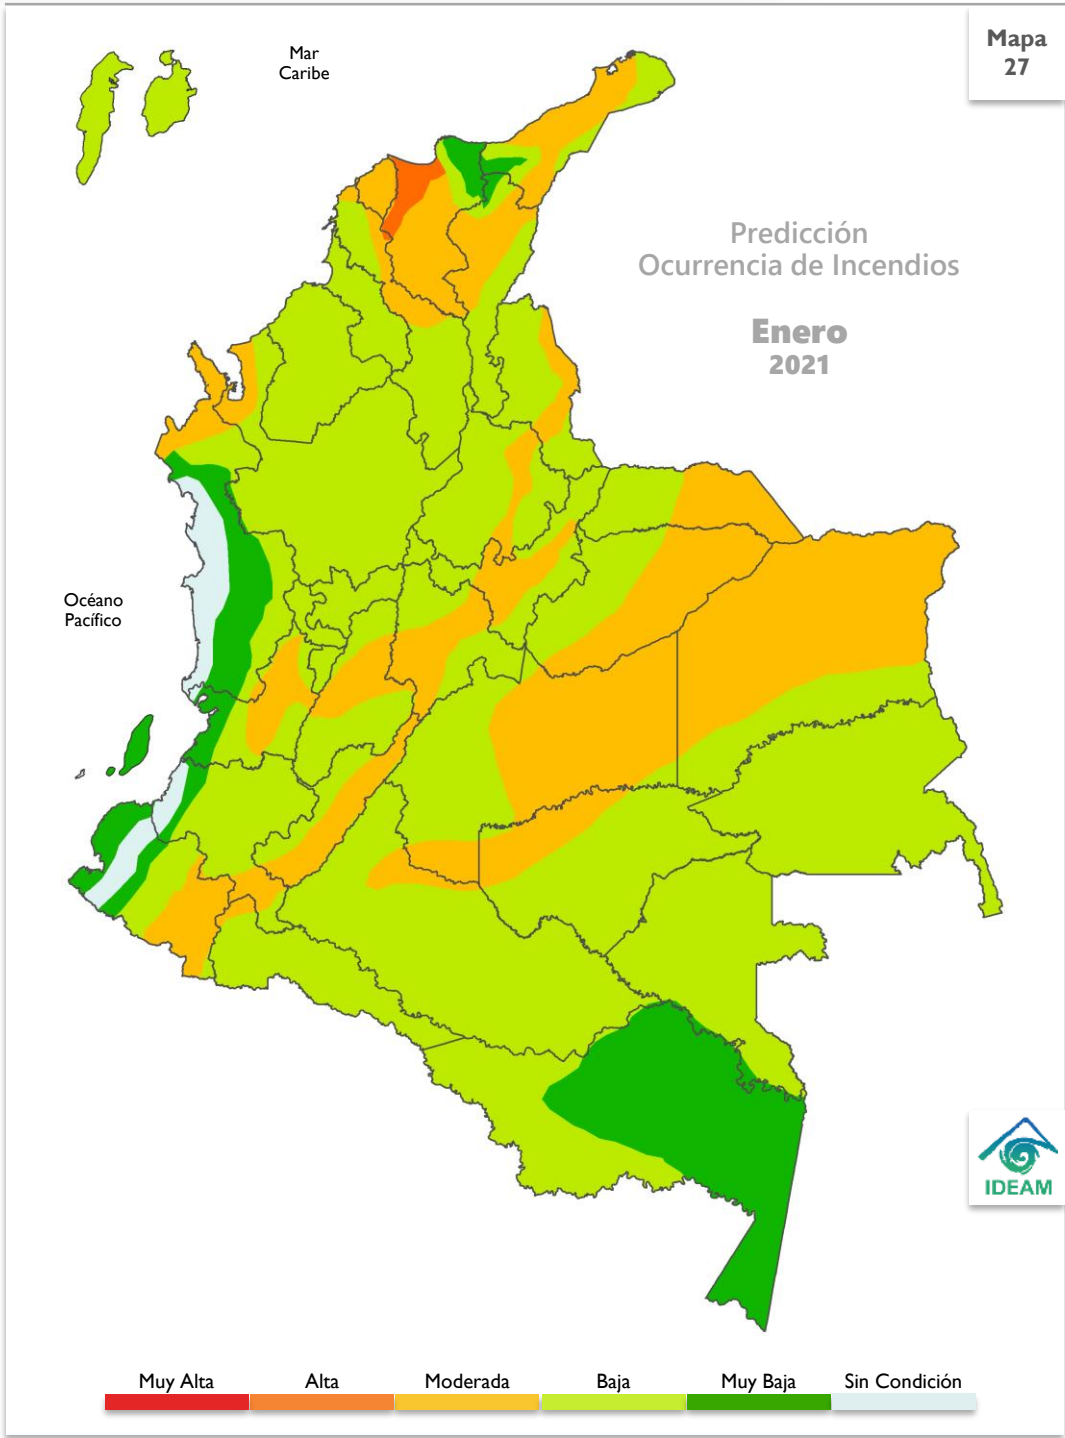 Mapa
27
Mar
Caribe
Predicción
Ocurrencia de Incendios
Enero
2021
Océano
Pacífico
IDEAM
Muy Alta
Alta
Moderada
Baja
Muy Baja
Sin Condición